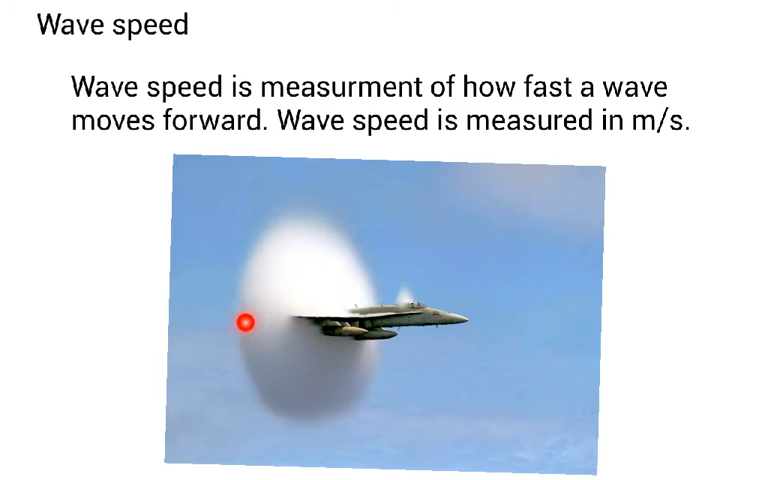 Wave speed
Wave speed is measurment of how fast a wave
moves forward. Wave speed is measured in m/s.